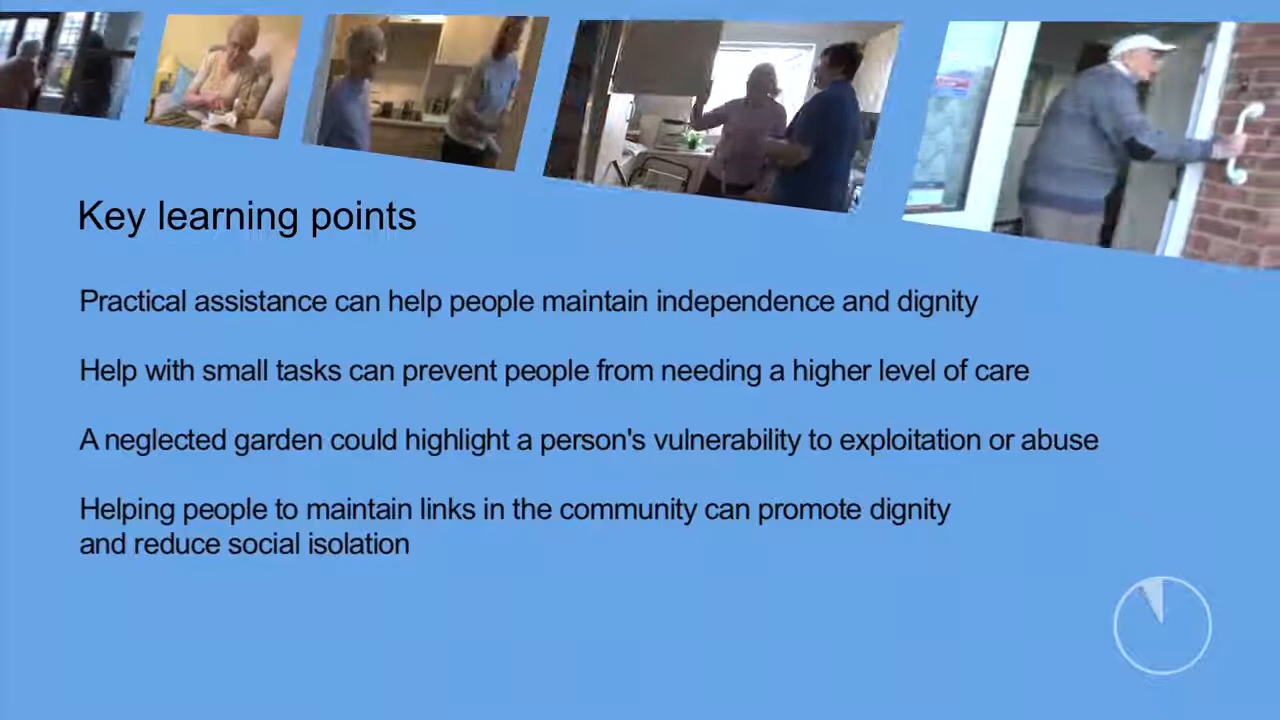 Key learning points
Practical assistance can help people maintain independence and dignity
Help with small tasks can prevent people from needing a higher level of care
A neglected garden could highlight a person's vulnerability to exploitation or abuse
Helping people to maintain links in the community can promote dignity
and reduce social isolation